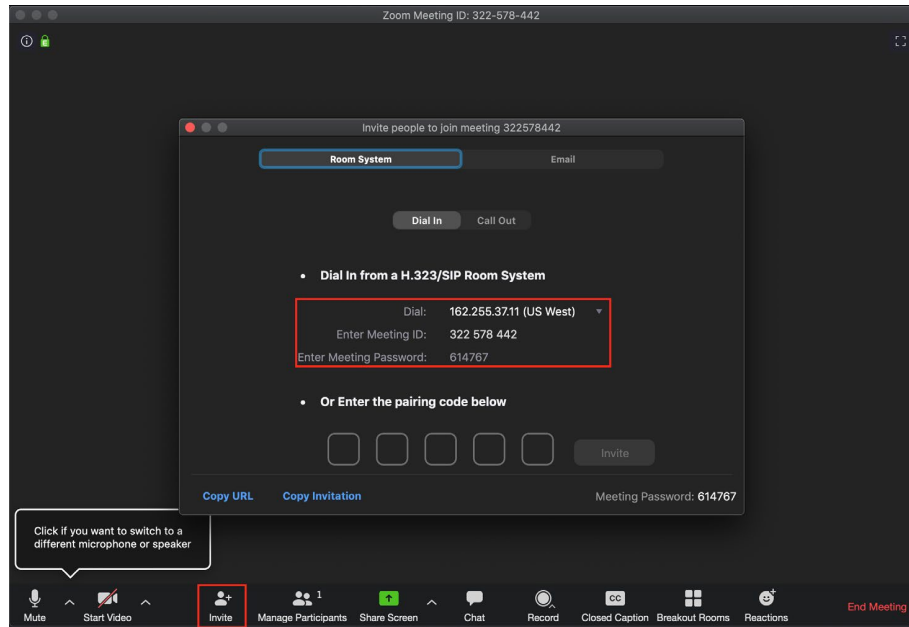 Zoom Meeting ID: 322-578-442
Invite people to join meeting 322578442
Room System Email
Dial In Call Out
• Dial In from a H.323/SIP Room System
Dial: 162.255.37.11 (US West)
Enter Meeting ID: 322 578 442
Enter Meeting Password: 614767
• Or Enter the pairing code below
Invite
Copy URL Copy Invitation Meeting Password: 614767
Click if you want to switch to a
different microphone or speaker
1
CC
Mute Start Video Invite Manage Participants Share Screen Chat Record Closed Caption Breakout Rooms Reactions End Meeting